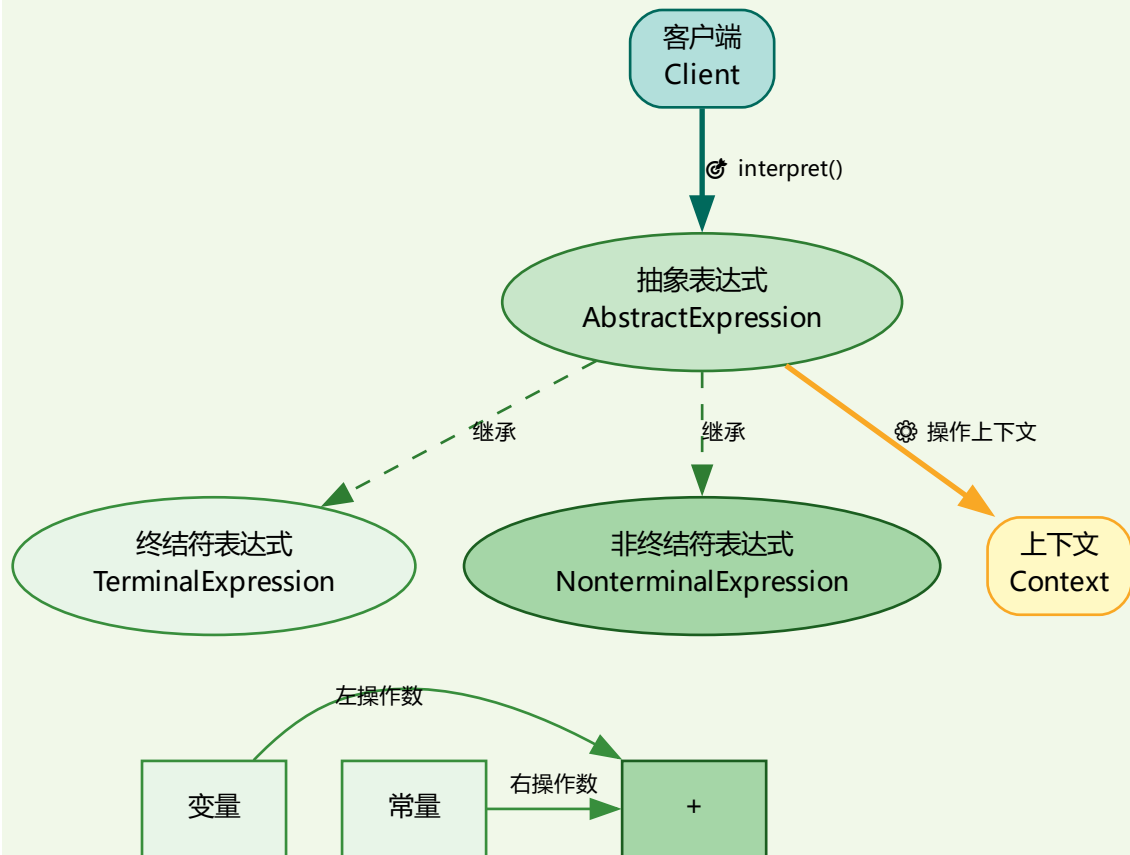 客户端
Client
interpret()
抽象表达式
AbstractExpression
继承
继承
操作上下文
终结符表达式
TerminalExpression
非终结符表达式
NonterminalExpression
上下文
Context
左操作数
变量
常量
右操作数
+